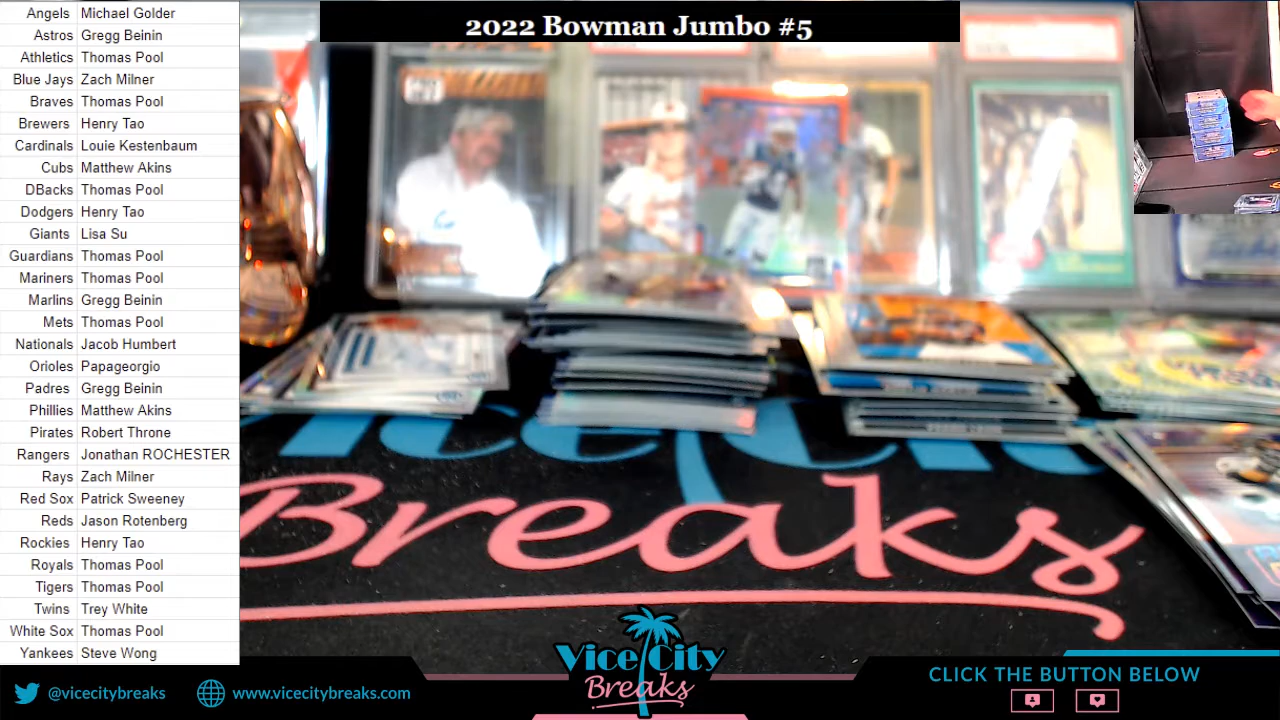 2022 Bowman Jumbo #5
Angels Michael Golder
Astros Gregg Beinin
Athletics Thomas Pool
Blue Jays Zach Milner
Braves Thomas Pool
Brewers Henry Tao
Cardinals Louie Kestenbaum
Cubs Matthew Akins
DBacks Thomas Pool
Dodgers Henry Tao
Giants Lisa Su
Guardians Thomas Pool
Mariners Thomas Pool
Marlins Gregg Beinin
Mets Thomas Pool
Nationals Jacob Humbert
Orioles Papageorgio
Padres Gregg Beinin
Phillies Matthew Akins
Pirates Robert Throne
Rangers Jonathan ROCHESTER
Rays Zach Milner
Red Sox Patrick Sweeney
Reds Jason Rotenberg
Rockies Henry Tao
Royals Thomas Pool
Tigers Thomas Pool
Twins Trey White
White Sox Thomas Pool
Yankees Steve Wong
Breaks
@vicecitybreaks
www.vicecitybreaks.com
Vice City
Breaks
CLICK THE BUTTON BELOW